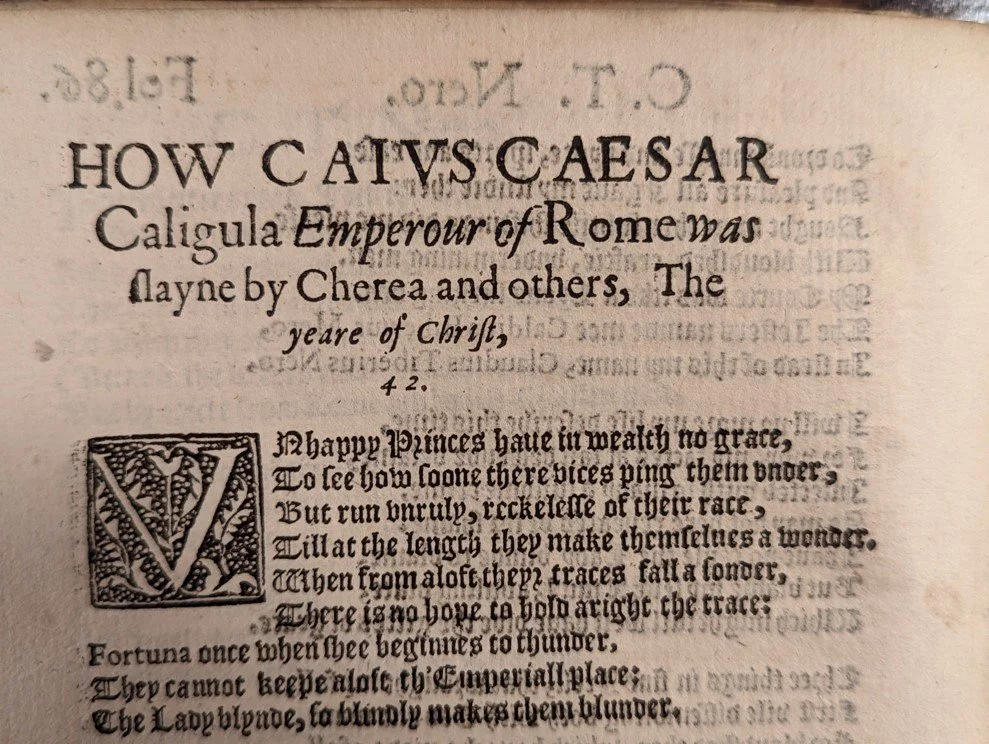 HOW CAIVS CAESAR
Caligula Emperour of Rome was
slayne by Cherea and others, The
yeare of Christ,
42.
VNhappy Princes haue in wealth no grace,
To see how soone there vices ping them vnder,
But run vnruly, reckelesse of their race,
Till at the length they make themselues a wonder.
When from aloft theyr traces fall a sonder,
There is no hope to hold aright the trace:
Fortuna once when shee beginnes to thunder,
They cannot keepe aloft th'Emperiall place:
The Lady blynde, so blindly makes them blunder.